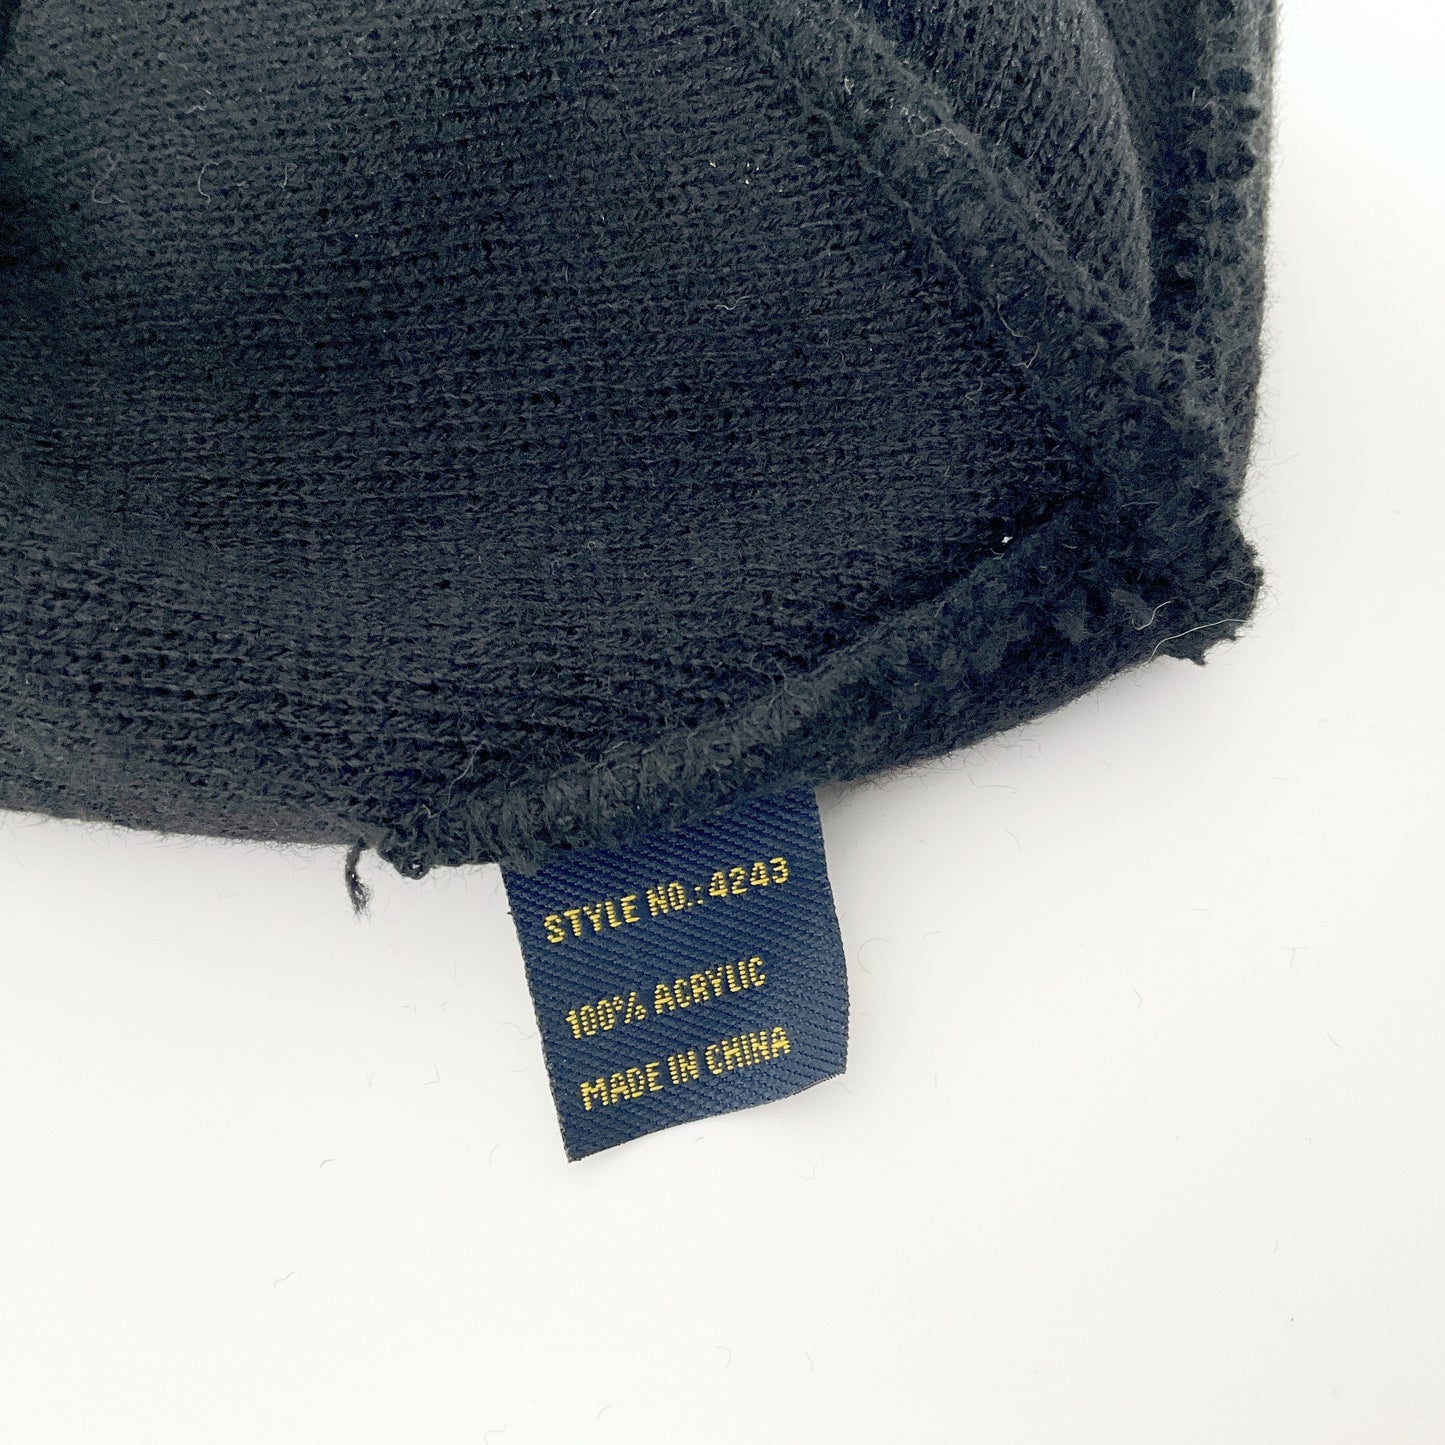 STYLE NO.: 4243
100% ACRYLIC
MADE IN CHINA